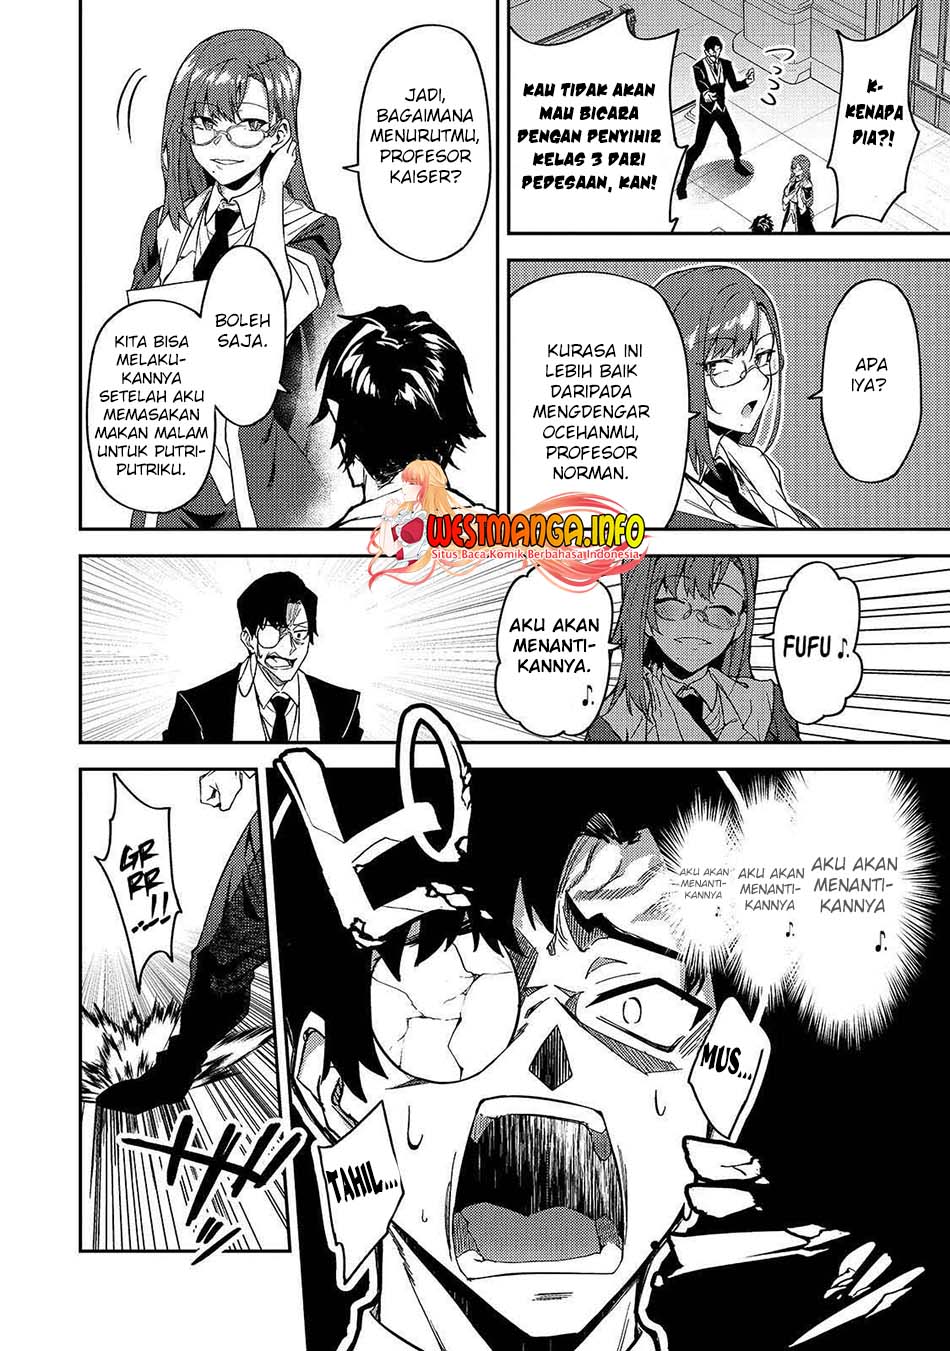 K-
KENAPA
DIA?!
KAU TIDAK AKAN
MAU BICARA
DENGAN PENYIHIR
KELAS 3 DARI
PEDESAAN, KAN!
APA
IYA?
KURASA INI
LEBIH BAIK
DARIPADA
MENGDENGAR
OCEHANMU,
PROFESOR
NORMAN.
JADI,
BAGAIMANA
MENURUTMU,
PROFESOR
KAISER?
BOLEH
SAJA.
KITA BISA
MELAKU-
KANNYA
SETELAH AKU
MEMASAKAN
MAKAN MALAM
UNTUK PUTRI-
PUTRIKU.
WESTMANGA.INFO
Situs Baca Komik Berbahasa Indonesia
FUFU♪.
AKU AKAN
MENANTI-
KANNYA.
♪
AKU AKAN
MENANTI-
KANNYA
♪
AKU AKAN
MENANTI-
KANNYA
♪
AKU AKAN
MENANTI-
KANNYA
♪
MUS...
TAHIL...
GR
RR
..!!